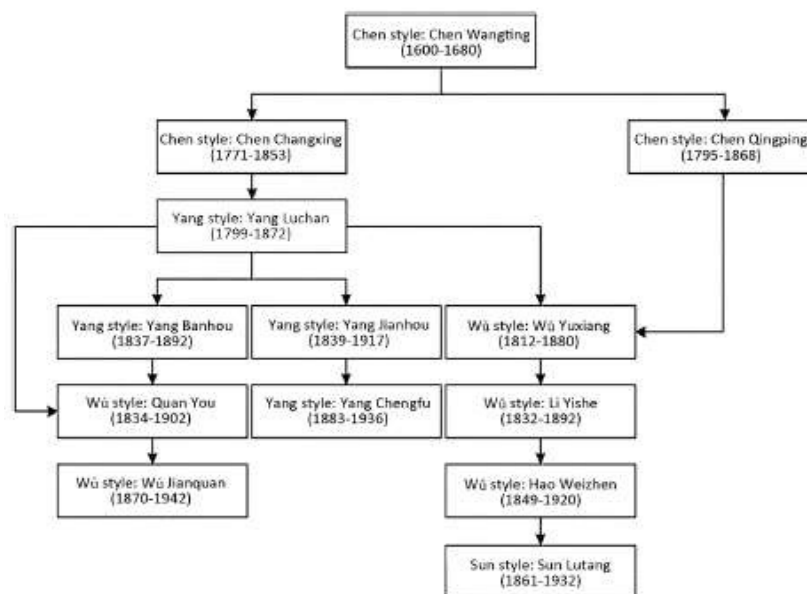 Chen style: Chen Wangting
(1600-1680)
Chen style: Chen Changxing
(1771-1853)
Chen style: Chen Qingping
(1795-1868)
Yang style: Yang Luchan
(1799-1872)
Yang style: Yang Banhou
(1837-1892)
Yang style: Yang Jianhou
(1839-1917)
Wǔ style: Wǔ Yuxiang
(1812-1880)
Wú style: Quan You
(1834-1902)
Yang style: Yang Chengfu
(1883-1936)
Wǔ style: Li Yishe
(1832-1892)
Wú style: Wú Jianquan
(1870-1942)
Wǔ style: Hao Weizhen
(1849-1920)
Sun style: Sun Lutang
(1861-1932)